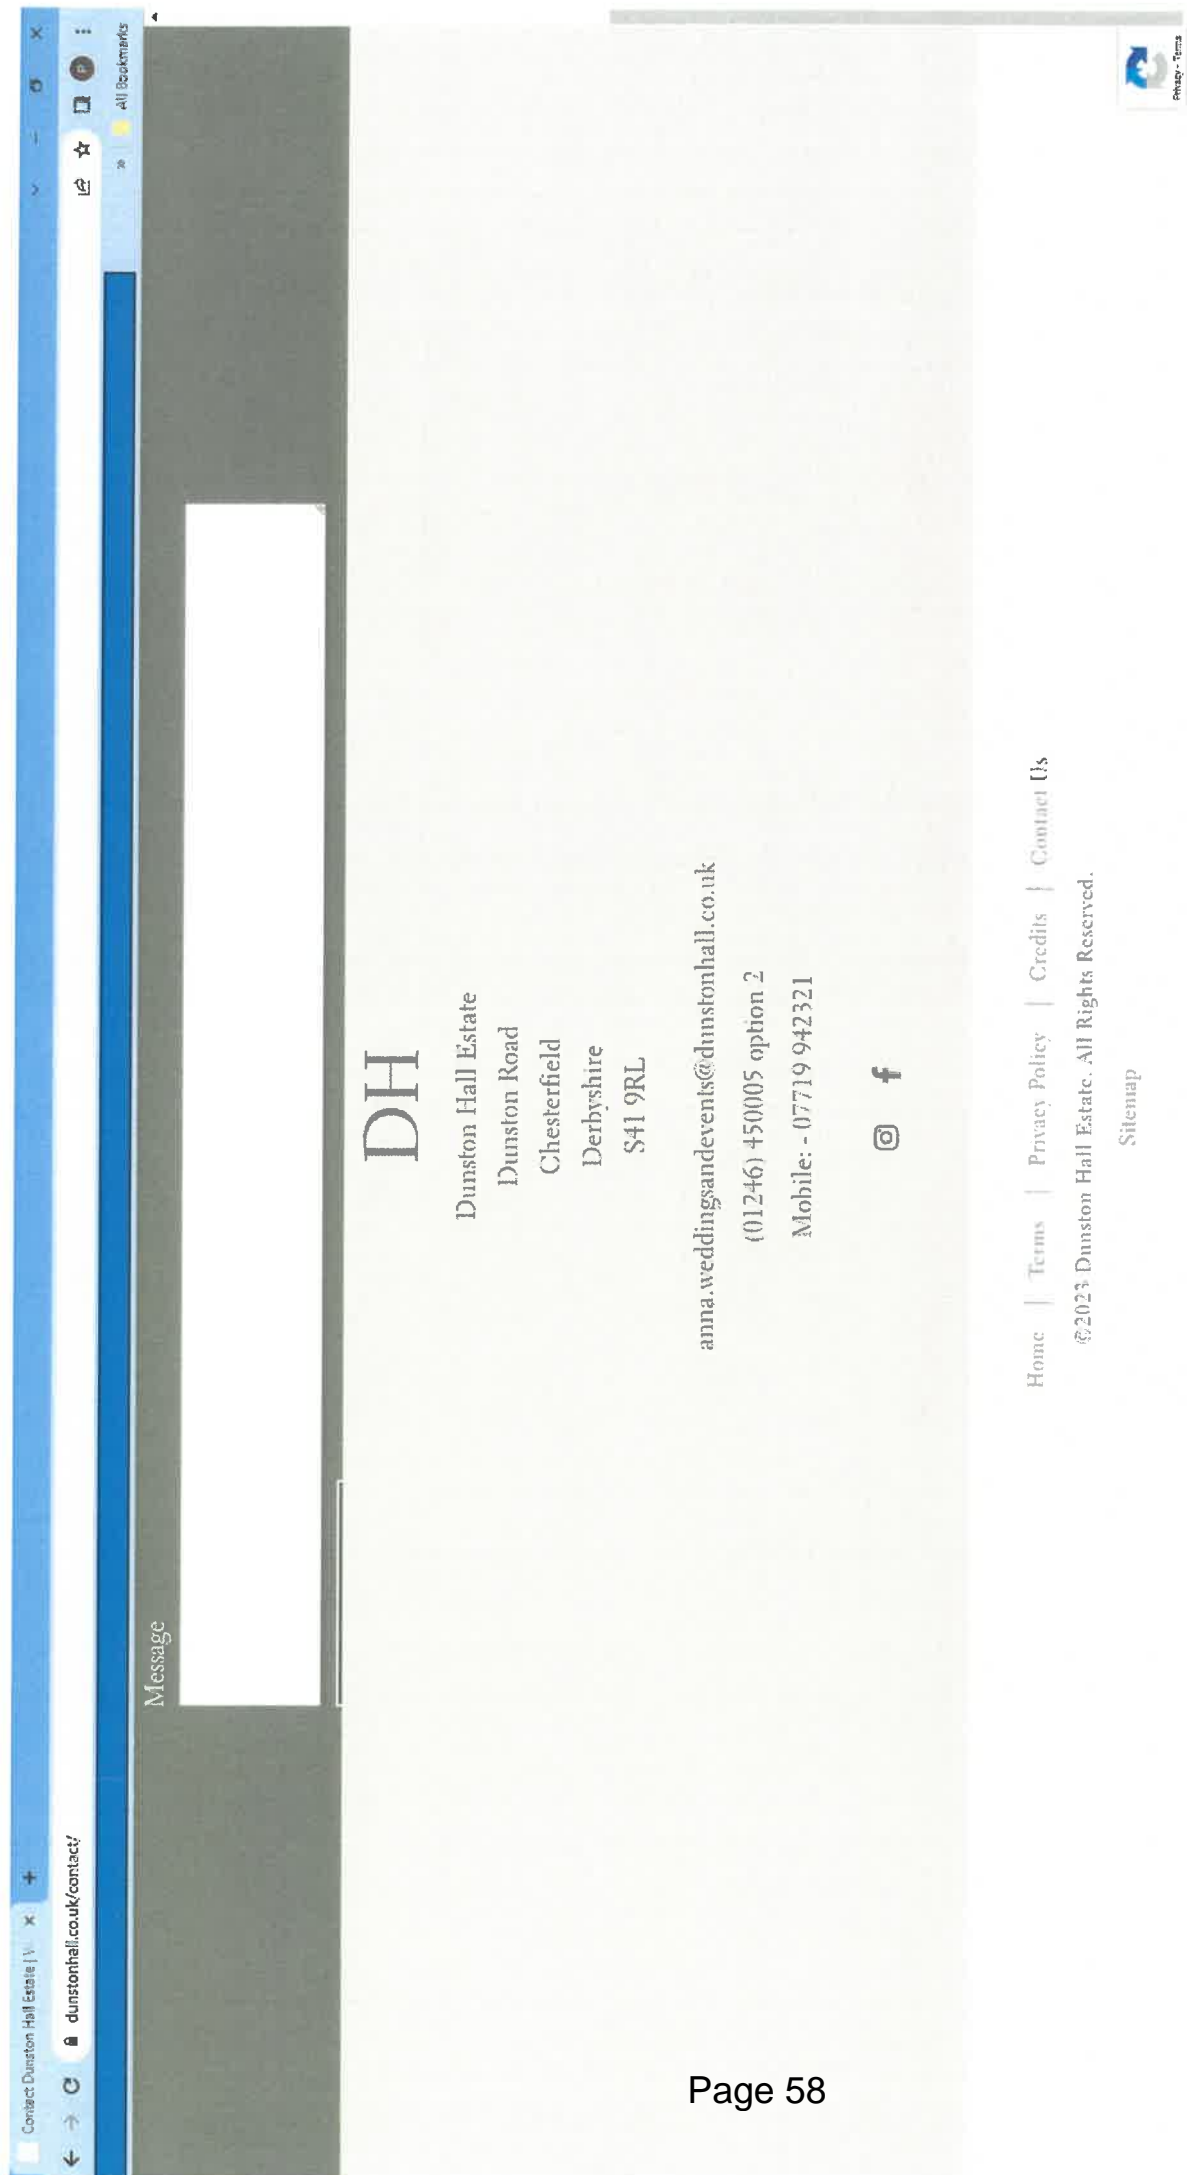 Contact Dunston Hall Estate | W
dunstonhall.co.uk/contact/
All Bookmarks
Message
DH
Dunston Hall Estate
Dunston Road
Chesterfield
Derbyshire
S41 9RL
anna.weddingsandevents@dunstonhall.co.uk
(01246) 450005 option 2
Mobile: - 07719 942321
Home | Terms | Privacy Policy | Credits | Contact Us
©2023 Dunston Hall Estate. All Rights Reserved.
Sitemap
Privacy - Terms
Page 58